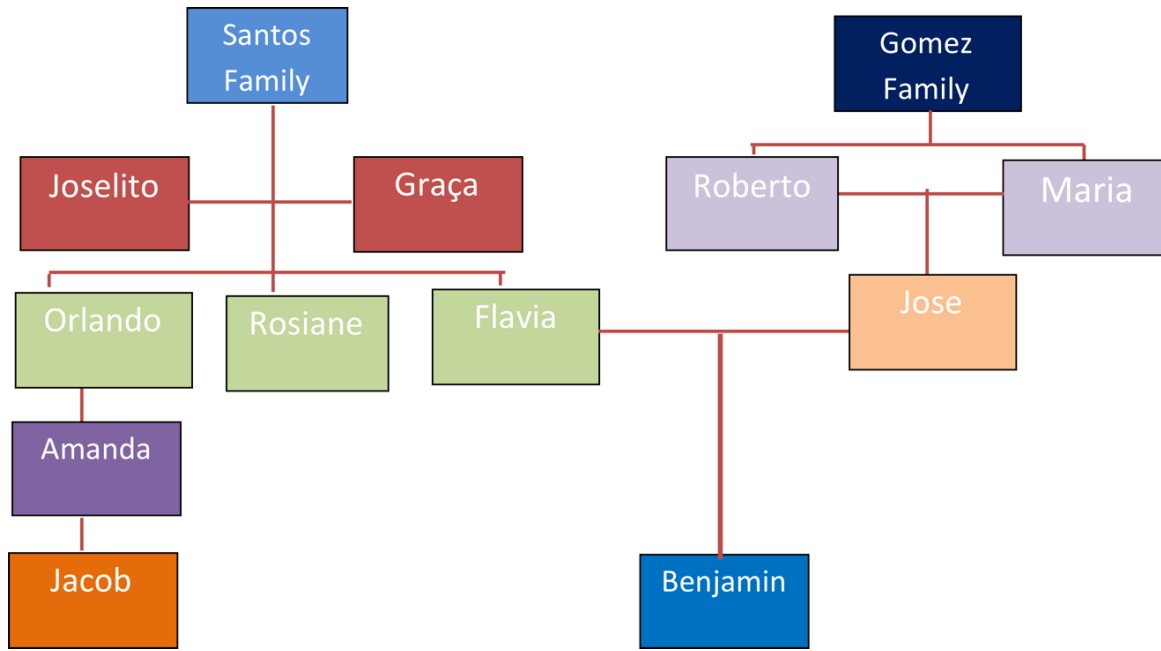 Santos
Family
Gomez
Family
Joselito
Graça
Roberto
Maria
Orlando
Rosiane
Flavia
Jose
Amanda
Jacob
Benjamin